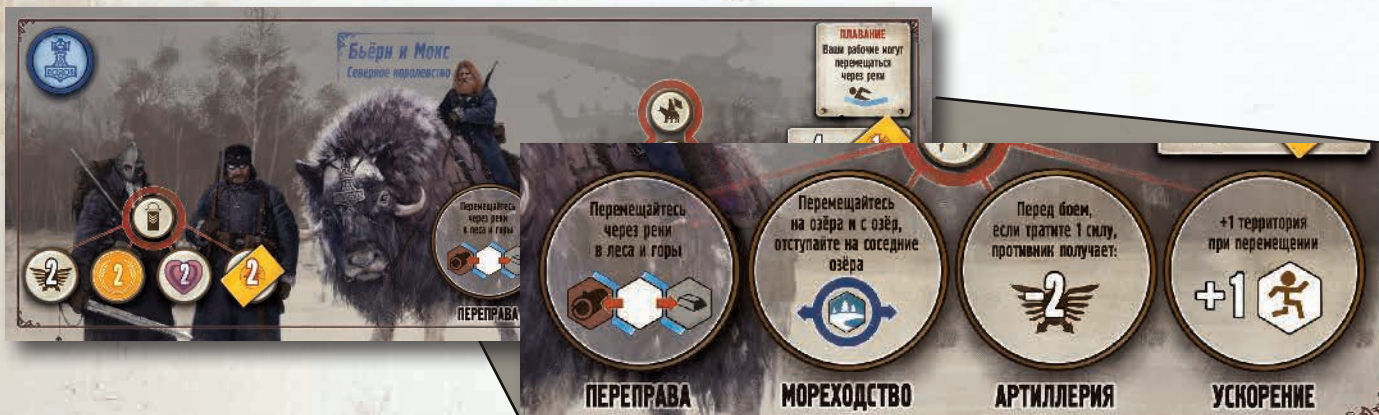 Бьёрн и Мокс
Северное королевство
ПЛАВАНИЕ
Ваши рабочие могут
перемещаться
через реки
2
2
2
2
Перемещайтесь
через реки
в леса и горы
ПЕРЕПРАВА
Перемещайтесь
через реки
в леса и горы
ПЕРЕПРАВА
Перемещайтесь
на озёра и с озёр,
отступайте на соседние
озёра
МОРЕХОДСТВО
Перед боем,
если тратите 1 силу,
противник получает:
-2
АРТИЛЛЕРИЯ
+1 территория
при перемещении
+1
УСКОРЕНИЕ